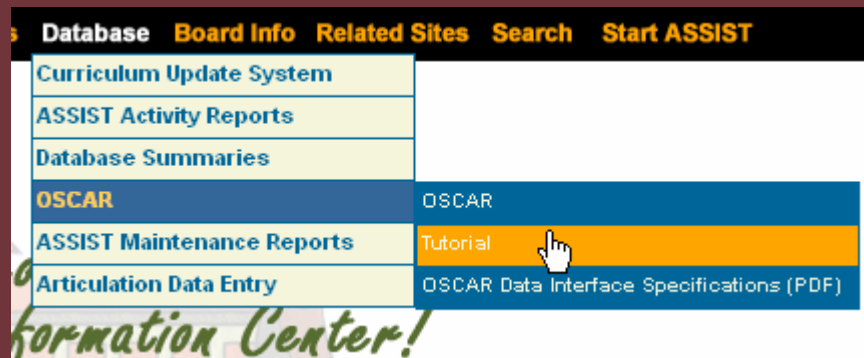 Database Board Info Related Sites Search Start ASSIST
Curriculum Update System
ASSIST Activity Reports
Database Summaries
OSCAR
OSCAR
ASSIST Maintenance Reports
Tutorial
Articulation Data Entry
OSCAR Data Interface Specifications (PDF)
Center!